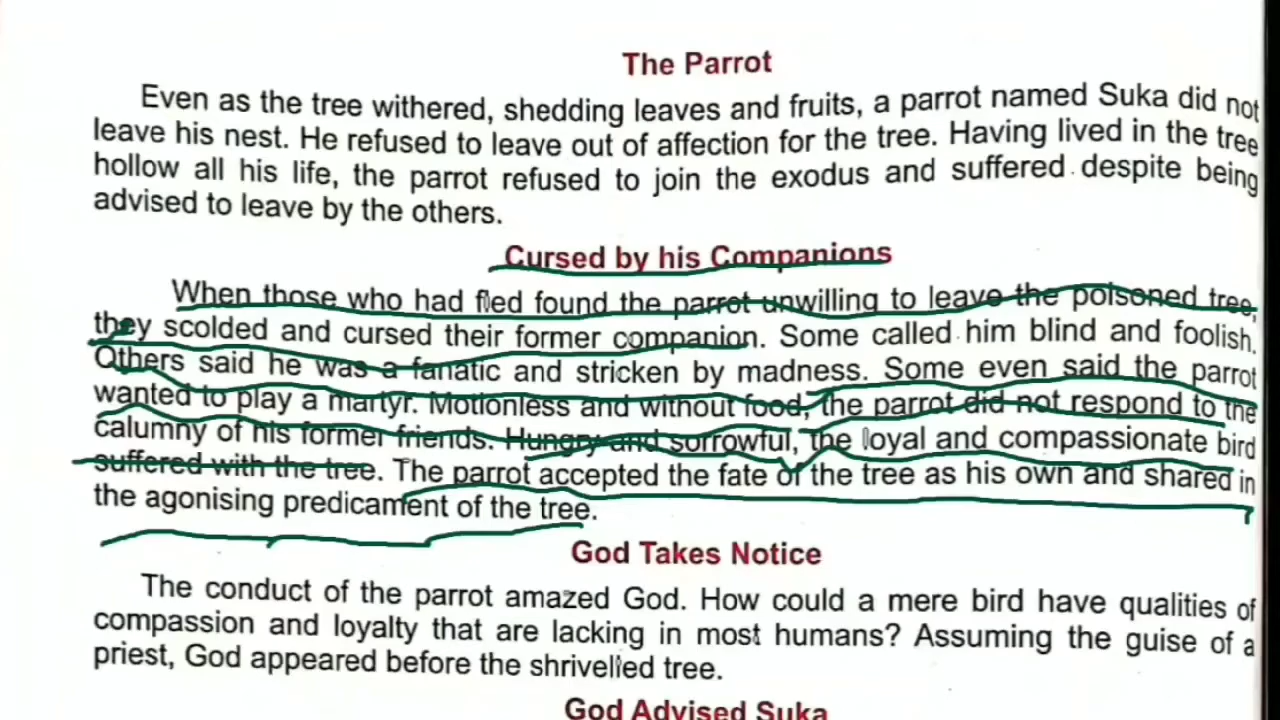 The Parrot
Even as the tree withered, shedding leaves and fruits, a parrot named Suka did not
leave his nest. He refused to leave out of affection for the tree. Having lived in the tree
hollow all his life, the parrot refused to join the exodus and suffered despite being
advised to leave by the others.
Cursed by his Companions
When those who had fled found the parrot unwilling to leave the poisoned tree,
they scolded and cursed their former companion. Some called him blind and foolish.
Others said he was a fanatic and stricken by madness. Some even said the parrot
wanted to play a martyr. Motionless and without food, the parrot did not respond to the
calumny of his former friends. Hungry and sorrowful, the loyal and compassionate bird
suffered with the tree. The parrot accepted the fate of the tree as his own and shared in
the agonising predicament of the tree.
God Takes Notice
The conduct of the parrot amazed God. How could a mere bird have qualities of
compassion and loyalty that are lacking in most humans? Assuming the guise of a
priest, God appeared before the shrivelled tree.
God Advised Suka